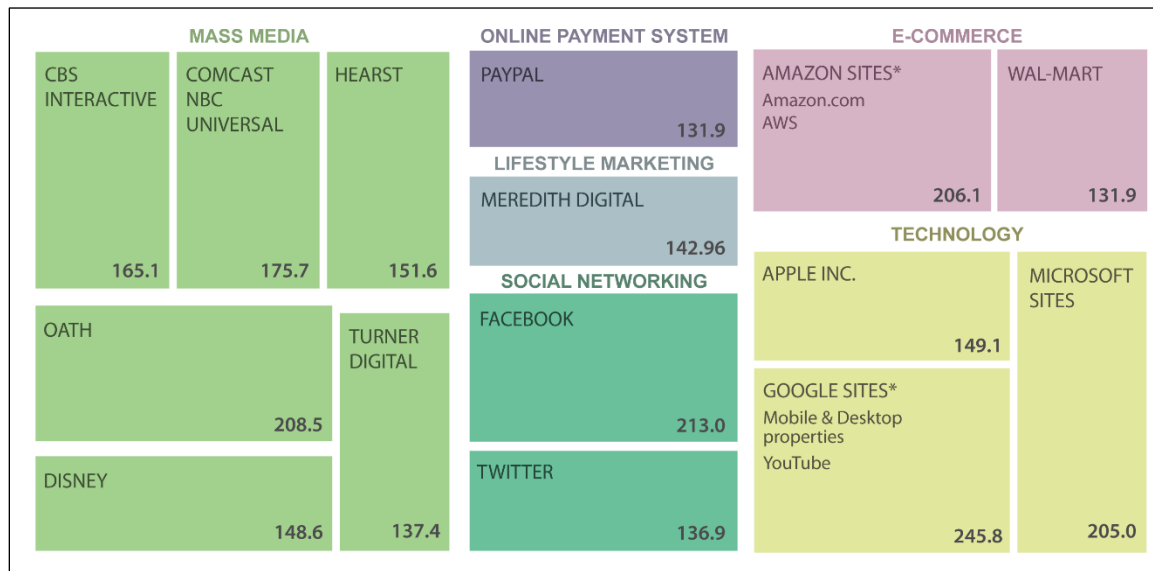 MASS MEDIA
CBS
INTERACTIVE
165.1
COMCAST
NBC
UNIVERSAL
175.7
HEARST
151.6
OATH
208.5
TURNER
DIGITAL
137.4
DISNEY
148.6
ONLINE PAYMENT SYSTEM
PAYPAL
131.9
LIFESTYLE MARKETING
MEREDITH DIGITAL
142.96
SOCIAL NETWORKING
FACEBOOK
213.0
TWITTER
136.9
E-COMMERCE
AMAZON SITES*
Amazon.com
AWS
206.1
WAL-MART
131.9
TECHNOLOGY
APPLE INC.
149.1
MICROSOFT
SITES
205.0
GOOGLE SITES*
Mobile & Desktop
properties
YouTube
245.8